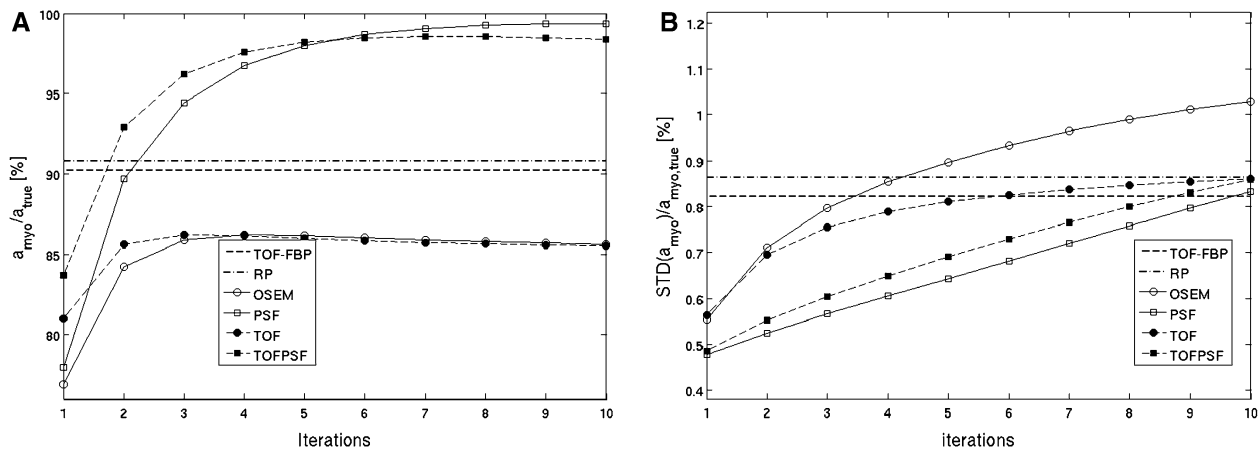 A
100
95
90
85
80
a_myo/a_true [%]
TOF-FBP
RP
OSEM
PSF
TOF
TOFPSF
1 2 3 4 5 6 7 8 9 10
Iterations
B
1.2
1.1
1
0.9
0.8
0.7
0.6
0.5
0.4
STD(a_myo)/a_myo,true [%]
TOF-FBP
RP
OSEM
PSF
TOF
TOFPSF
1 2 3 4 5 6 7 8 9 10
iterations